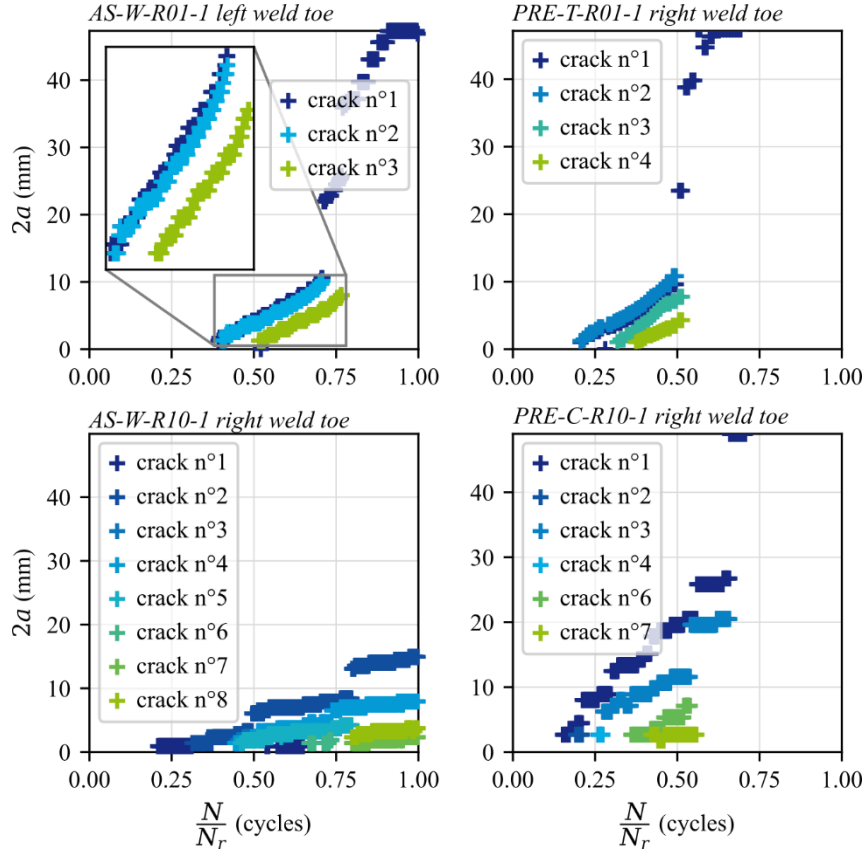 AS-W-R01-1 left weld toe
2a (mm)
40
30
20
10
0
crack n°1
crack n°2
crack n°3
0.00 0.25 0.50 0.75 1.00
PRE-T-R01-1 right weld toe
40
30
20
10
0
crack n°1
crack n°2
crack n°3
crack n°4
0.00 0.25 0.50 0.75 1.00
AS-W-R10-1 right weld toe
2a (mm)
40
30
20
10
0
crack n°1
crack n°2
crack n°3
crack n°4
crack n°5
crack n°6
crack n°7
crack n°8
0.00 0.25 0.50 0.75 1.00
N/N_r (cycles)
PRE-C-R10-1 right weld toe
40
30
20
10
0
crack n°1
crack n°2
crack n°3
crack n°4
crack n°6
crack n°7
0.00 0.25 0.50 0.75 1.00
N/N_r (cycles)